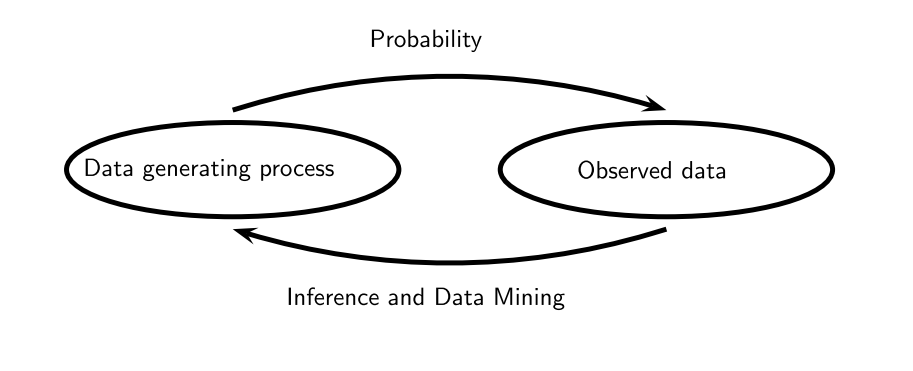 Probability
Data generating process
Observed data
Inference and Data Mining